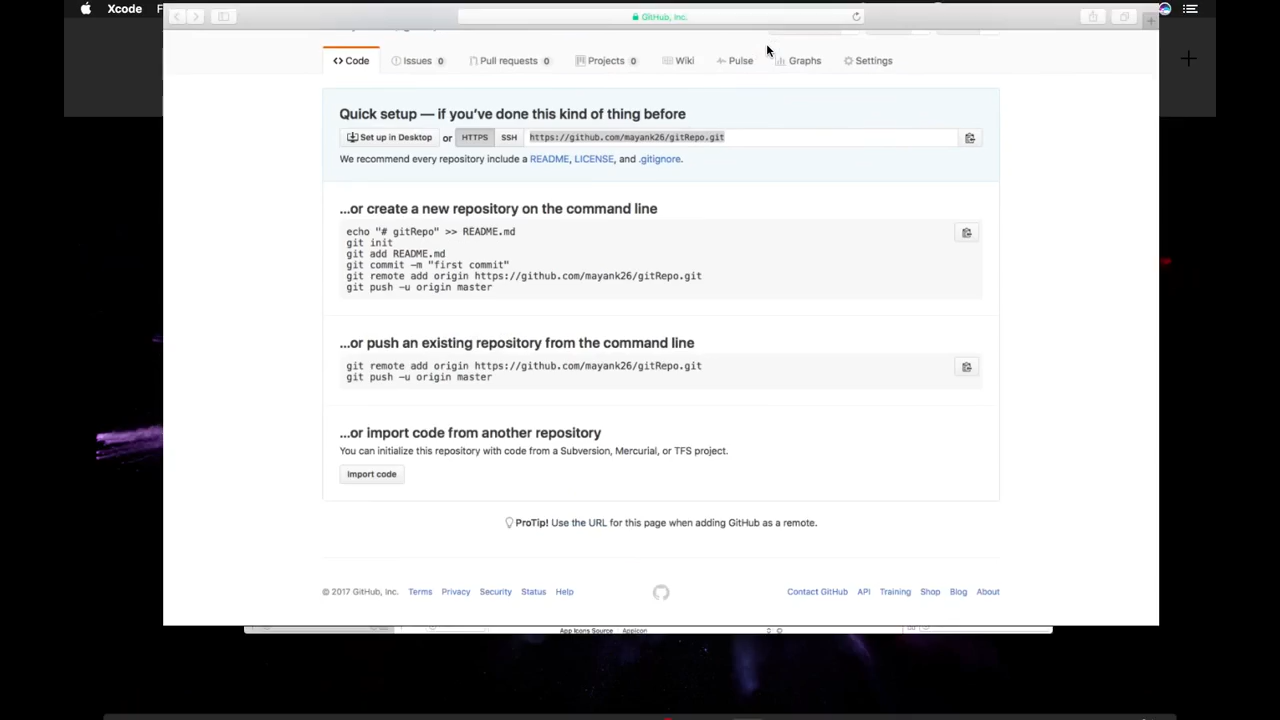 Xcode
GitHub, Inc.
Code Issues 0 Pull requests 0 Projects 0 Wiki Pulse Graphs Settings
Quick setup — if you've done this kind of thing before
Set up in Desktop or HTTPS SSH https://github.com/mayank26/gitRepo.git
We recommend every repository include a README, LICENSE, and .gitignore.
...or create a new repository on the command line
echo "# gitRepo" >> README.md
git init
git add README.md
git commit -m "first commit"
git remote add origin https://github.com/mayank26/gitRepo.git
git push -u origin master
...or push an existing repository from the command line
git remote add origin https://github.com/mayank26/gitRepo.git
git push -u origin master
...or import code from another repository
You can initialize this repository with code from a Subversion, Mercurial, or TFS project.
Import code
ProTip! Use the URL for this page when adding GitHub as a remote.
© 2017 GitHub, Inc. Terms Privacy Security Status Help Contact GitHub API Training Shop Blog About
App Icons Source AppIcon